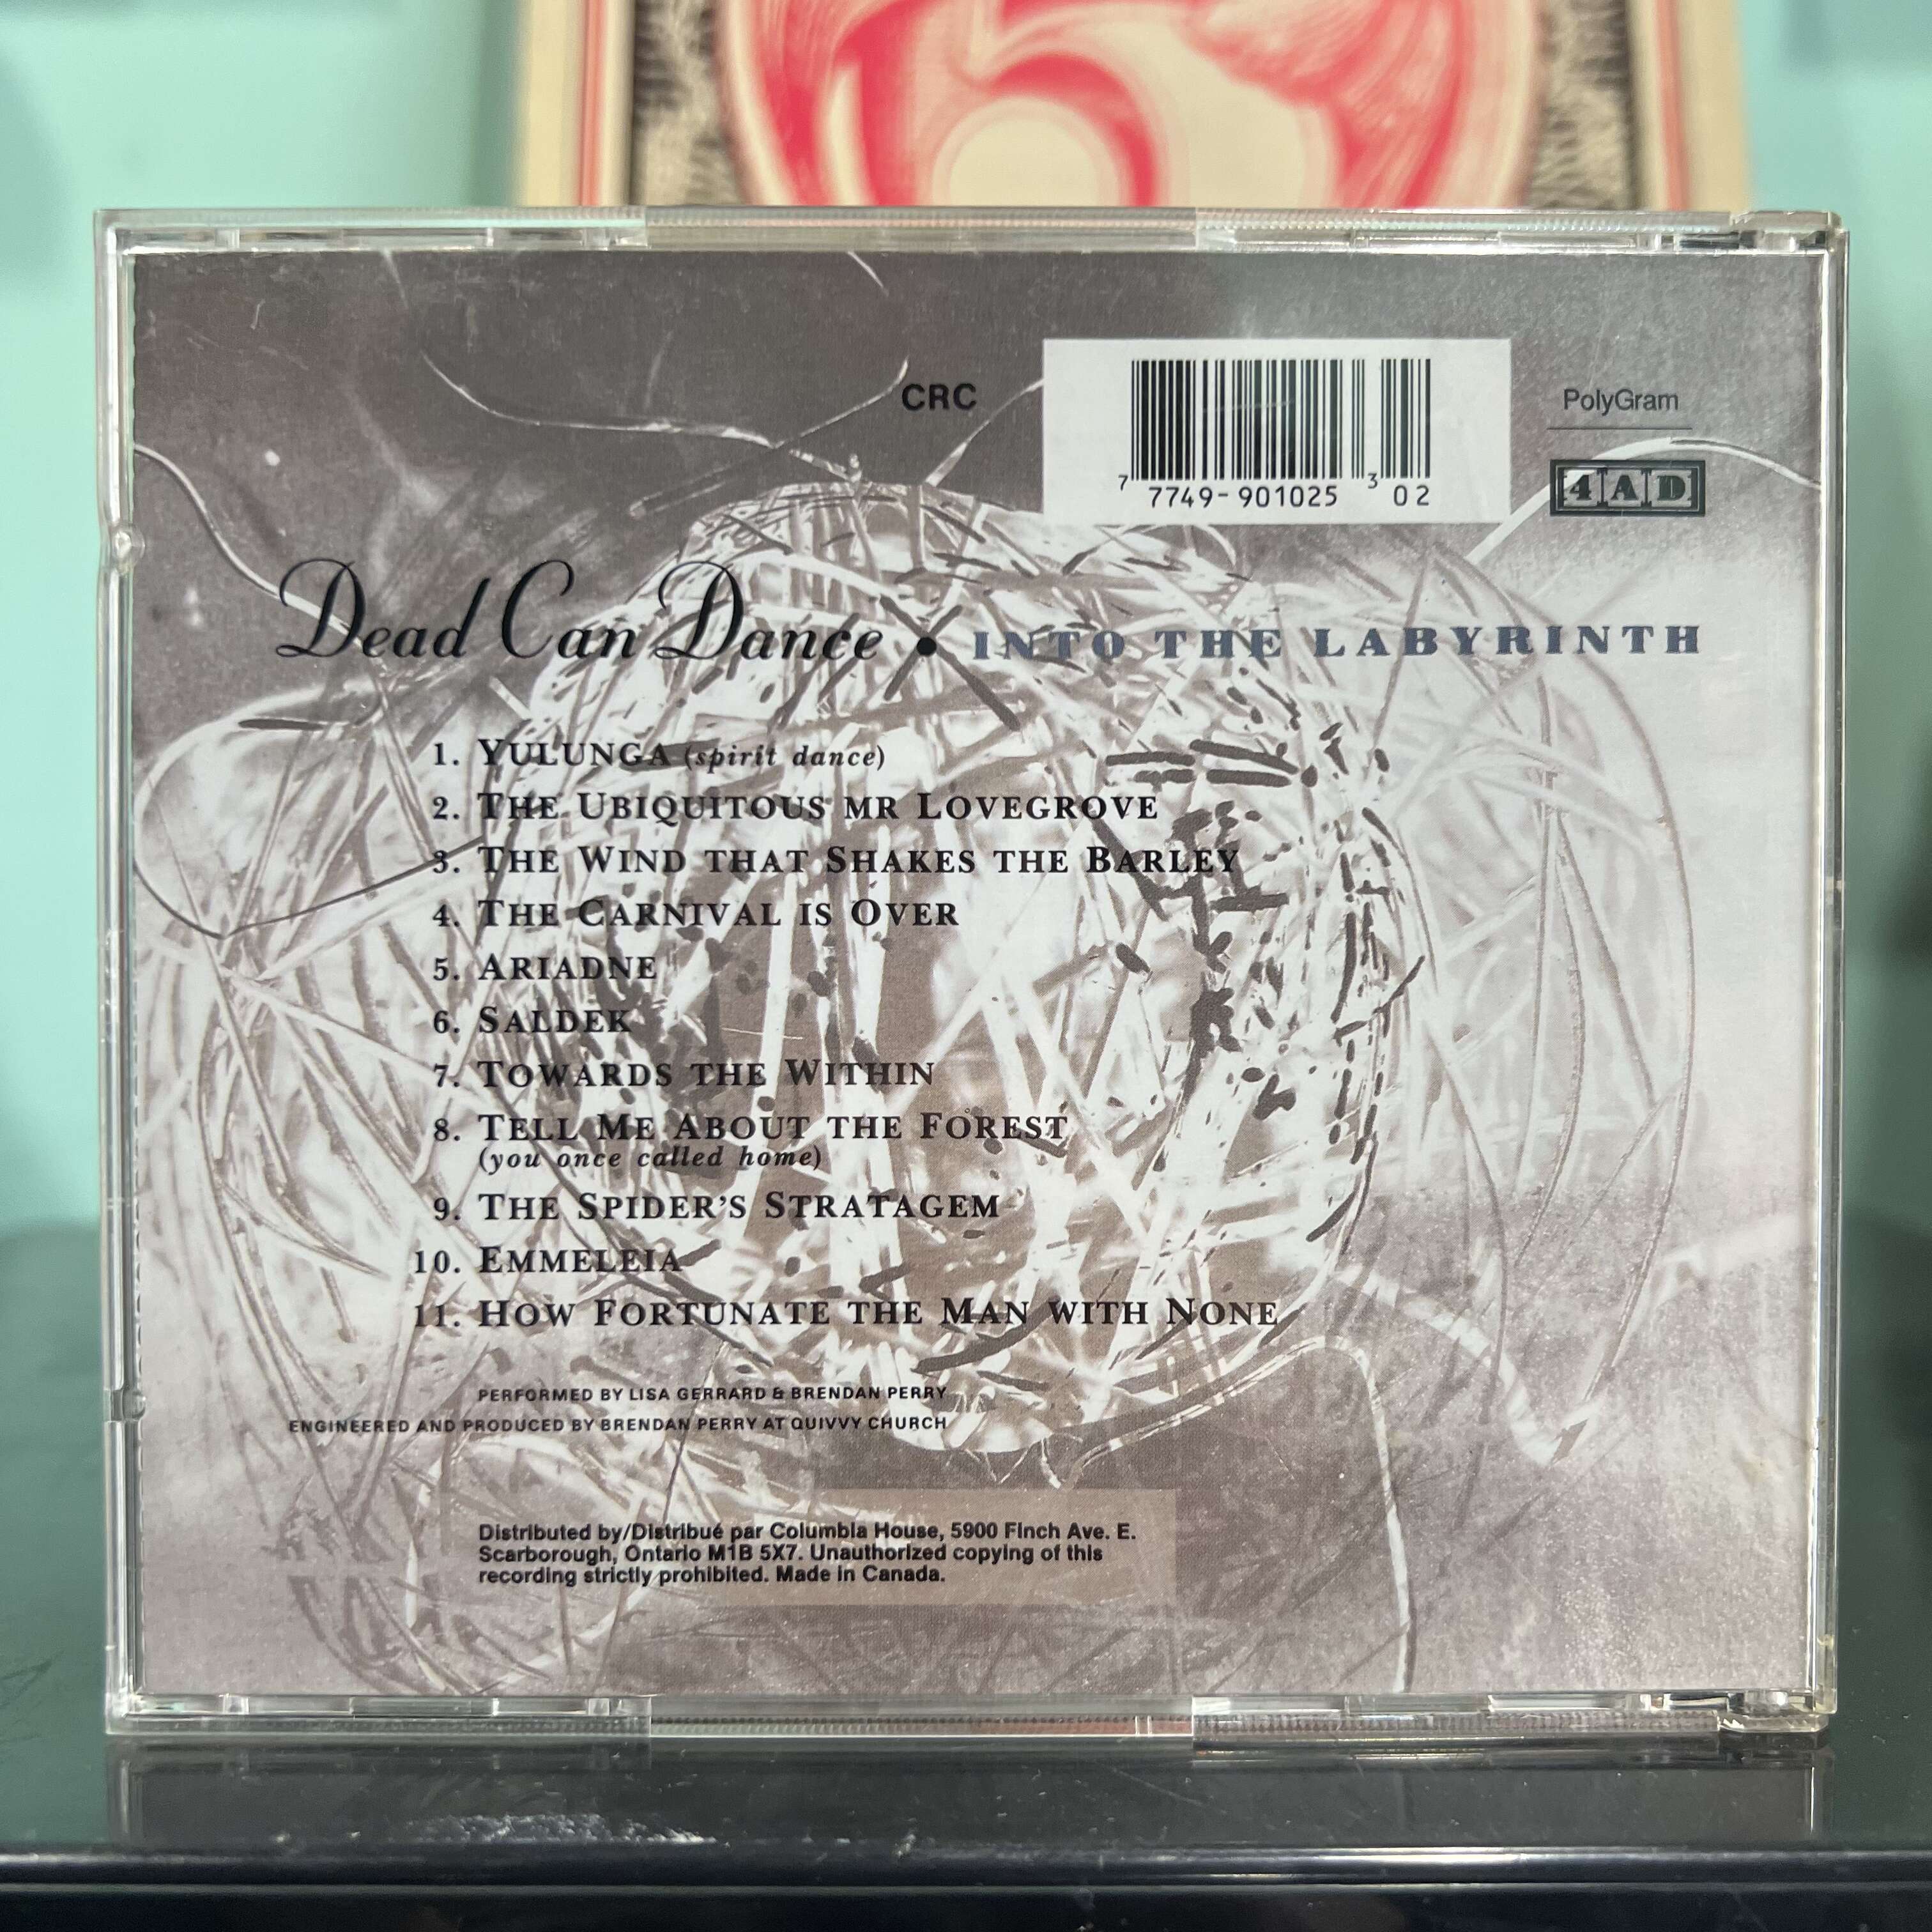 CRC
7 7749-901025 3 02
PolyGram
4AD
Dead Can Dance • INTO THE LABYRINTH
1. YULUNGA (spirit dance)
2. THE UBIQUITOUS MR LOVEGROVE
3. THE WIND THAT SHAKES THE BARLEY
4. THE CARNIVAL IS OVER
5. ARIADNE
6. SALDEK
7. TOWARDS THE WITHIN
8. TELL ME ABOUT THE FOREST
(you once called home)
9. THE SPIDER'S STRATAGEM
10. EMMELEIA
11. HOW FORTUNATE THE MAN WITH NONE
PERFORMED BY LISA GERRARD & BRENDAN PERRY
ENGINEERED AND PRODUCED BY BRENDAN PERRY AT QUIVVY CHURCH
Distributed by/Distribué par Columbia House, 5900 Finch Ave. E.
Scarborough, Ontario M1B 5X7. Unauthorized copying of this
recording strictly prohibited. Made in Canada.